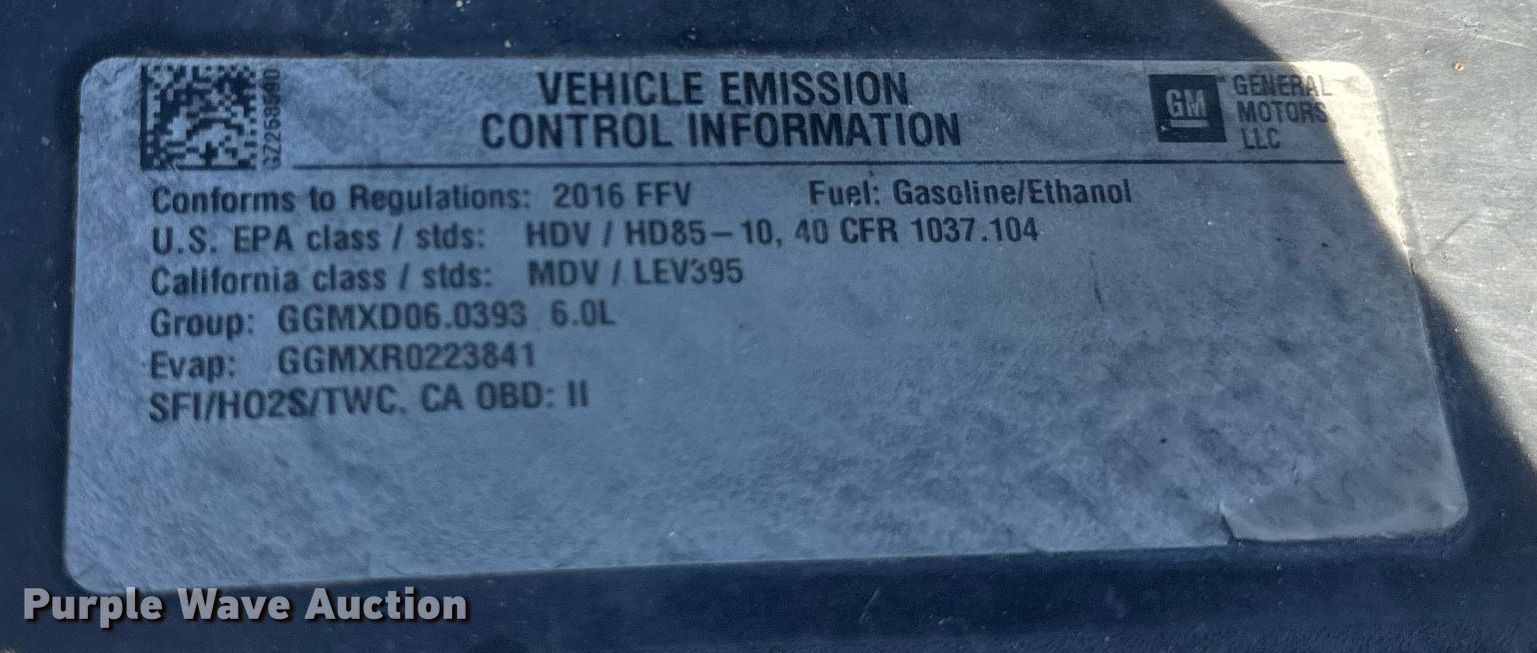 VEHICLE EMISSION
CONTROL INFORMATION
GM GENERAL
MOTORS
LLC
Conforms to Regulations: 2016 FFV Fuel: Gasoline/Ethanol
U.S. EPA class / stds: HDV / HD85-10, 40 CFR 1037.104
California class / stds: MDV / LEV395
Group: GGMXD06.0393 6.0L
Evap: GGMXR0223841
SFI/HO2S/TWC, CA OBD: II
Purple Wave Auction